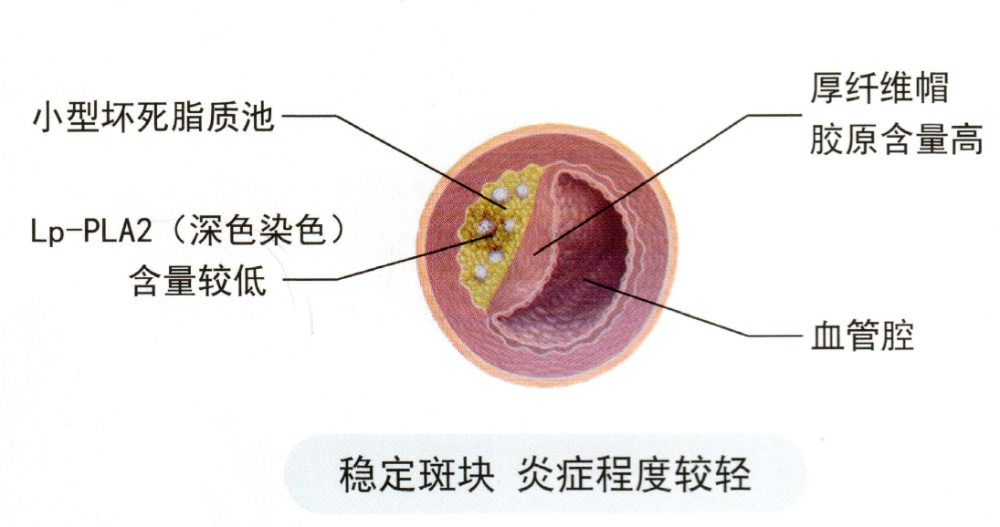 小型坏死脂质池
Lp-PLA2（深色染色）
含量较低
厚纤维帽
胶原含量高
血管腔
稳定斑块 炎症程度较轻